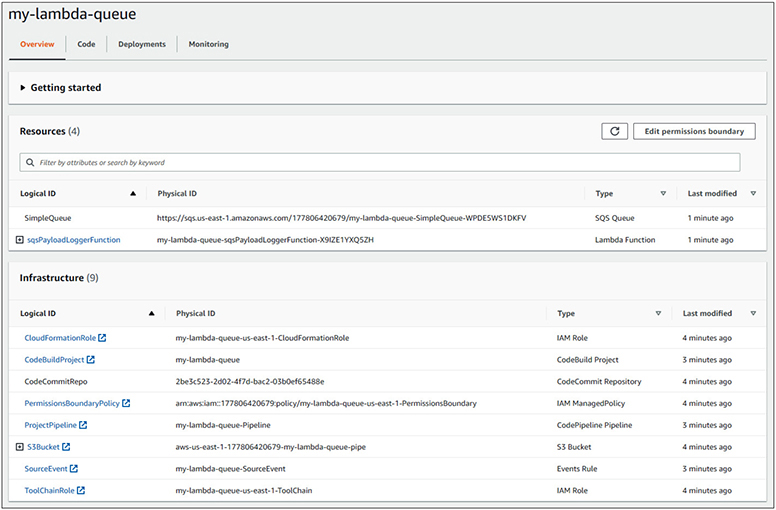 my-lambda-queue
Overview Code Deployments Monitoring
Getting started
Resources (4)
Edit permissions boundary
Filter by attributes or search by keyword
Logical ID Physical ID Type Last modified
SimpleQueue https://sqs.us-east-1.amazonaws.com/177806420679/my-lambda-queue-SimpleQueue-WPDE5WS1DKFV SQS Queue 1 minute ago
sqsPayloadLoggerFunction my-lambda-queue-sqsPayloadLoggerFunction-X9IZE1YXQ5ZH Lambda Function 1 minute ago
Infrastructure (9)
Logical ID Physical ID Type Last modified
CloudFormationRole my-lambda-queue-us-east-1-CloudFormationRole IAM Role 4 minutes ago
CodeBuildProject my-lambda-queue CodeBuild Project 3 minutes ago
CodeCommitRepo 2be3c523-2d02-4f7d-bac2-03b0ef65488e CodeCommit Repository 4 minutes ago
PermissionsBoundaryPolicy arn:aws:iam::177806420679:policy/my-lambda-queue-us-east-1-PermissionsBoundary IAM ManagedPolicy 4 minutes ago
ProjectPipeline my-lambda-queue-Pipeline CodePipeline Pipeline 3 minutes ago
S3Bucket aws-us-east-1-177806420679-my-lambda-queue-pipe S3 Bucket 4 minutes ago
SourceEvent my-lambda-queue-SourceEvent Events Rule 3 minutes ago
ToolChainRole my-lambda-queue-us-east-1-ToolChain IAM Role 4 minutes ago